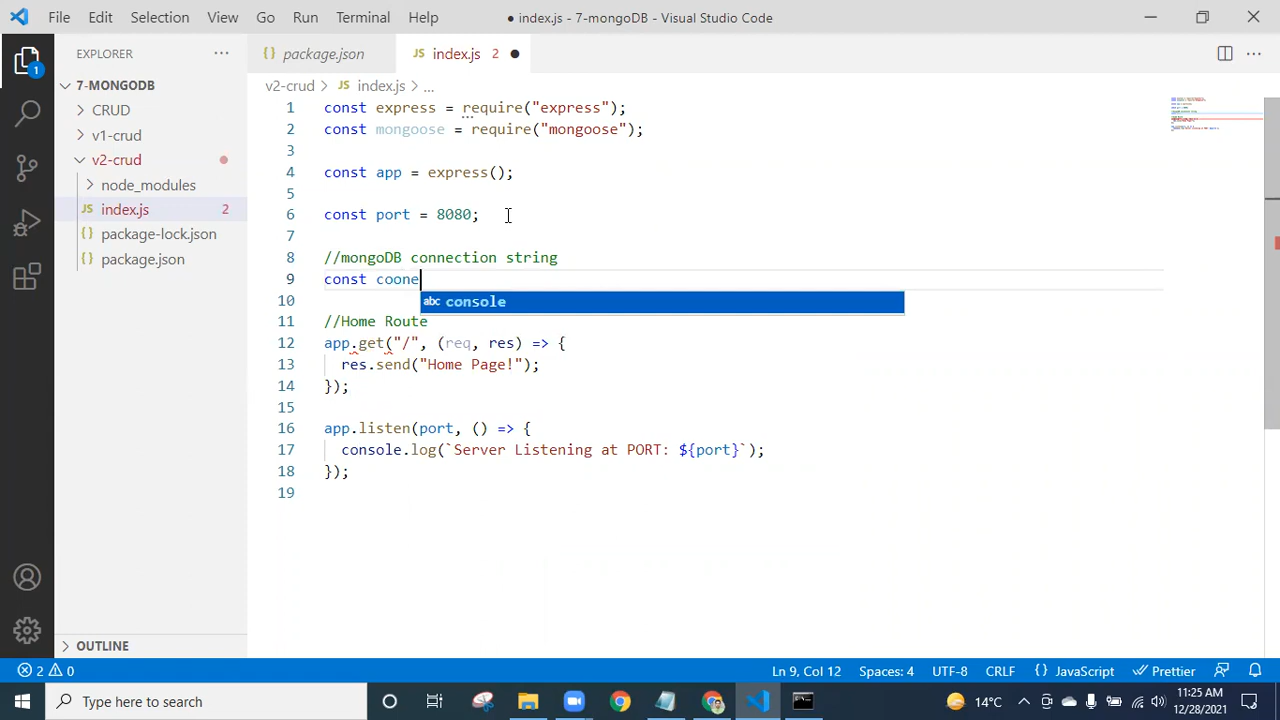 File Edit Selection View Go Run Terminal Help
● index.js - 7-mongoDB - Visual Studio Code
EXPLORER
{} package.json
JS index.js 2
1
7-MONGODB
CRUD
v1-crud
v2-crud
node_modules
JS index.js 2
package-lock.json
package.json
OUTLINE
v2-crud > JS index.js > ...
1 const express = require("express");
2 const mongoose = require("mongoose");
3
4 const app = express();
5
6 const port = 8080;
7
8 //mongoDB connection string
9 const coone
abc console
10
11 //Home Route
12 app.get("/", (req, res) => {
13 res.send("Home Page!");
14 });
15
16 app.listen(port, () => {
17 console.log(`Server Listening at PORT: ${port}`);
18 });
19
2 0 Ln 9, Col 12 Spaces: 4 UTF-8 CRLF {} JavaScript Prettier
Type here to search
14°C
11:25 AM
12/28/2021